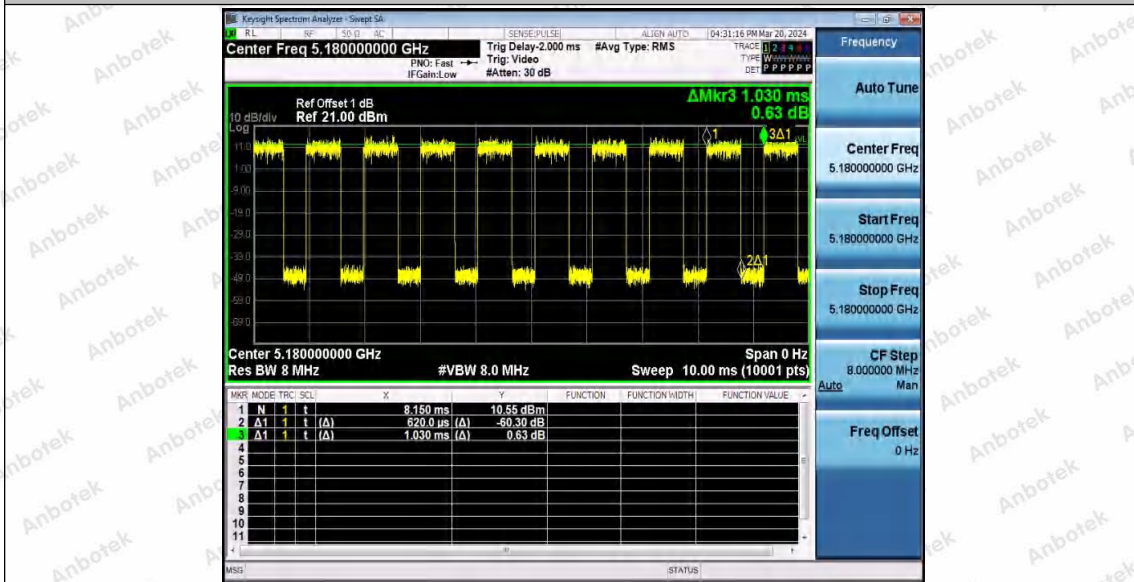 Keysight Spectrum Analyzer - Swept SA
RL RF 50 Ω AC SENSE:PULSE ALIGN AUTO 04:31:16 PM Mar 20, 2024
Center Freq 5.180000000 GHz
PNO: Fast
IFGain:Low
Trig Delay-2.000 ms
Trig: Video
#Atten: 30 dB
#Avg Type: RMS
TRACE 1 2 3 4 5 6
TYPE W
DET P P P P P P
Frequency
Auto Tune
Center Freq
5.180000000 GHz
Start Freq
5.180000000 GHz
Stop Freq
5.180000000 GHz
CF Step
8.000000 MHz
Auto Man
Freq Offset
0 Hz
ΔMkr3 1.030 ms
0.63 dB
Ref Offset 1 dB
10 dB/div Ref 21.00 dBm
Log
11.0
1.00
-9.00
-19.0
-29.0
-39.0
-49.0
-59.0
-69.0
1
3Δ1
2Δ1
Center 5.180000000 GHz Span 0 Hz
Res BW 8 MHz #VBW 8.0 MHz Sweep 10.00 ms (10001 pts)
MKR MODE TRC SCL X Y FUNCTION FUNCTION WIDTH FUNCTION VALUE
1 N 1 t 8.150 ms 10.55 dBm
2 Δ1 1 t (Δ) 620.0 µs (Δ) -60.30 dB
3 Δ1 1 t (Δ) 1.030 ms (Δ) 0.63 dB
4
5
6
7
8
9
10
11
MSG STATUS
Anbotek